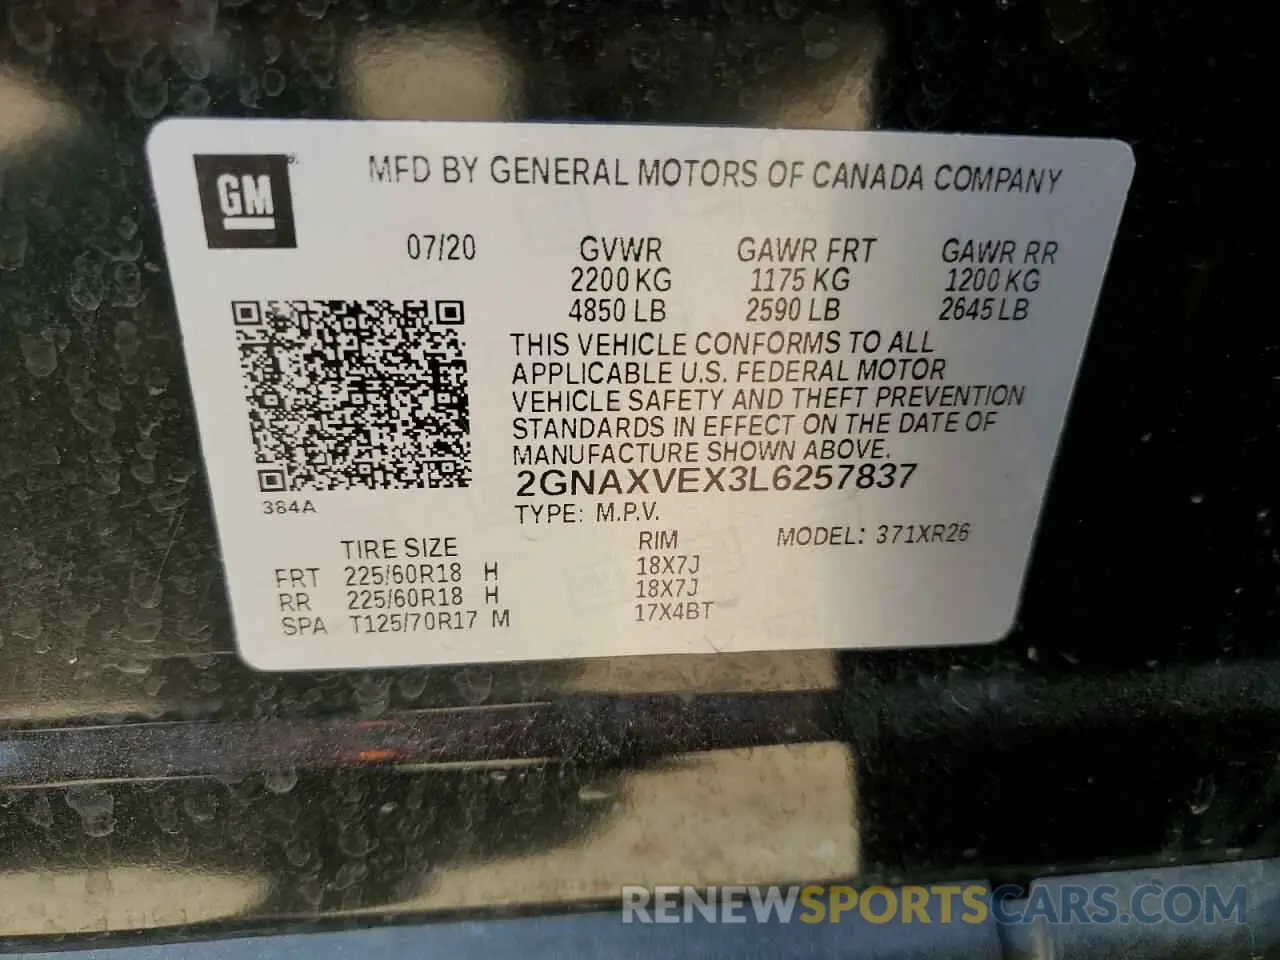 GM
MFD BY GENERAL MOTORS OF CANADA COMPANY
07/20 GVWR GAWR FRT GAWR RR
2200 KG 1175 KG 1200 KG
4850 LB 2590 LB 2645 LB
THIS VEHICLE CONFORMS TO ALL
APPLICABLE U.S. FEDERAL MOTOR
VEHICLE SAFETY AND THEFT PREVENTION
STANDARDS IN EFFECT ON THE DATE OF
MANUFACTURE SHOWN ABOVE.
2GNAXVEX3L6257837
384A
TYPE: M.P.V.
TIRE SIZE RIM MODEL: 371XR26
FRT 225/60R18 H 18X7J
RR 225/60R18 H 18X7J
SPA T125/70R17 M 17X4BT
RENEWSPORTSCARS.COM